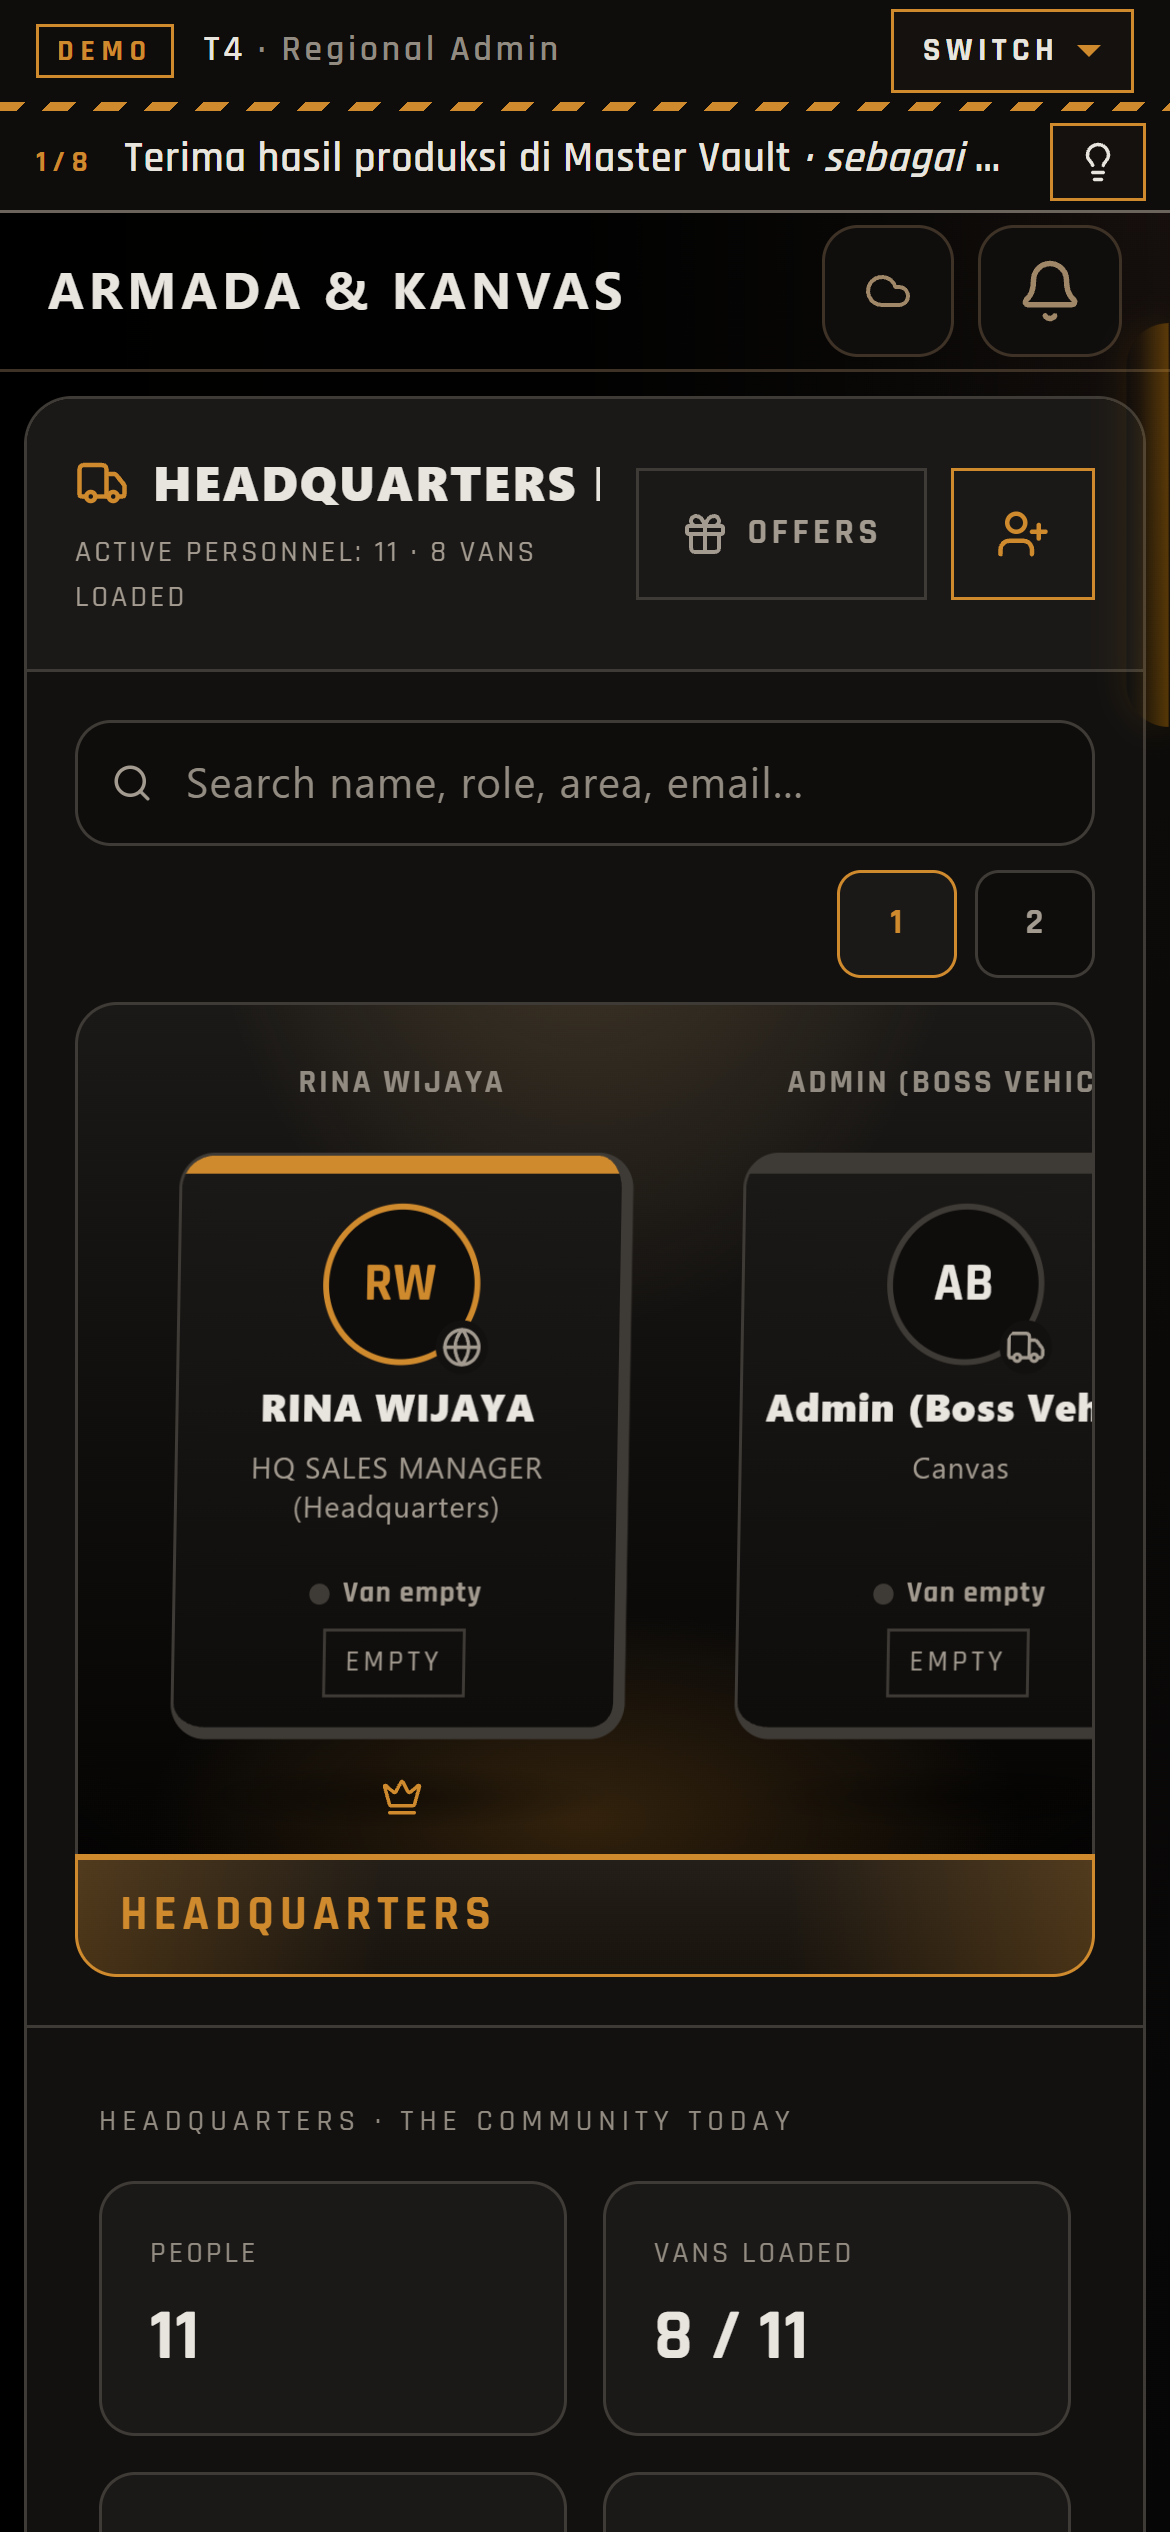 DEMO T4 · Regional Admin SWITCH
1/8 Terima hasil produksi di Master Vault · sebagai ...
ARMADA & KANVAS
HEADQUARTERS
ACTIVE PERSONNEL: 11 · 8 VANS
LOADED
OFFERS
Search name, role, area, email...
1 2
RINA WIJAYA
RW
RINA WIJAYA
HQ SALES MANAGER
(Headquarters)
Van empty
EMPTY
ADMIN (BOSS VEHIC
AB
Admin (Boss Veh
Canvas
Van empty
EMPTY
HEADQUARTERS
HEADQUARTERS · THE COMMUNITY TODAY
PEOPLE
11
VANS LOADED
8 / 11